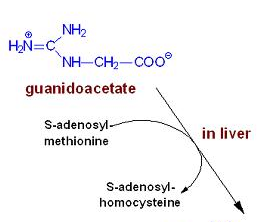 NH₂
H₂N⊕=C
NH—CH₂—COO⊖
guanidoacetate
S-adenosyl-
methionine
in liver
S-adenosyl-
homocysteine